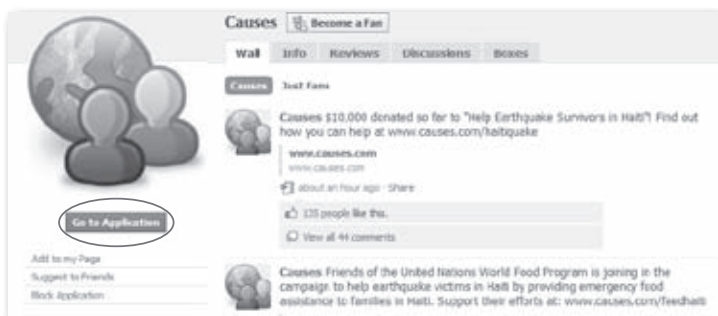 Causes Become a Fan
Wall Info Reviews Discussions Boxes
Causes Just Fans
Causes $10,000 donated so far to "Help Earthquake Survivors in Haiti"! Find out
how you can help at www.causes.com/haitiquake
www.causes.com
www.causes.com
about an hour ago · Share
135 people like this.
View all 44 comments
Causes Friends of the United Nations World Food Program is joining in the
campaign to help earthquake victims in Haiti by providing emergency food
assistance to families in Haiti. Support their efforts at: www.causes.com/feedhaiti
Go to Application
Add to my Page
Suggest to Friends
Block Application